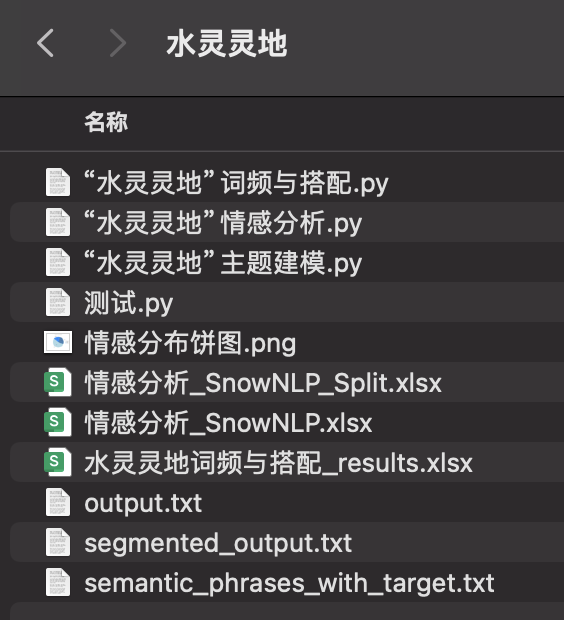 水灵灵地
名称
“水灵灵地” 词频与搭配.py
“水灵灵地” 情感分析.py
“水灵灵地” 主题建模.py
测试.py
情感分布饼图.png
S 情感分析_SnowNLP_Split.xlsx
S 情感分析_SnowNLP.xlsx
S 水灵灵地词频与搭配_results.xlsx
output.txt
segmented_output.txt
semantic_phrases_with_target.txt